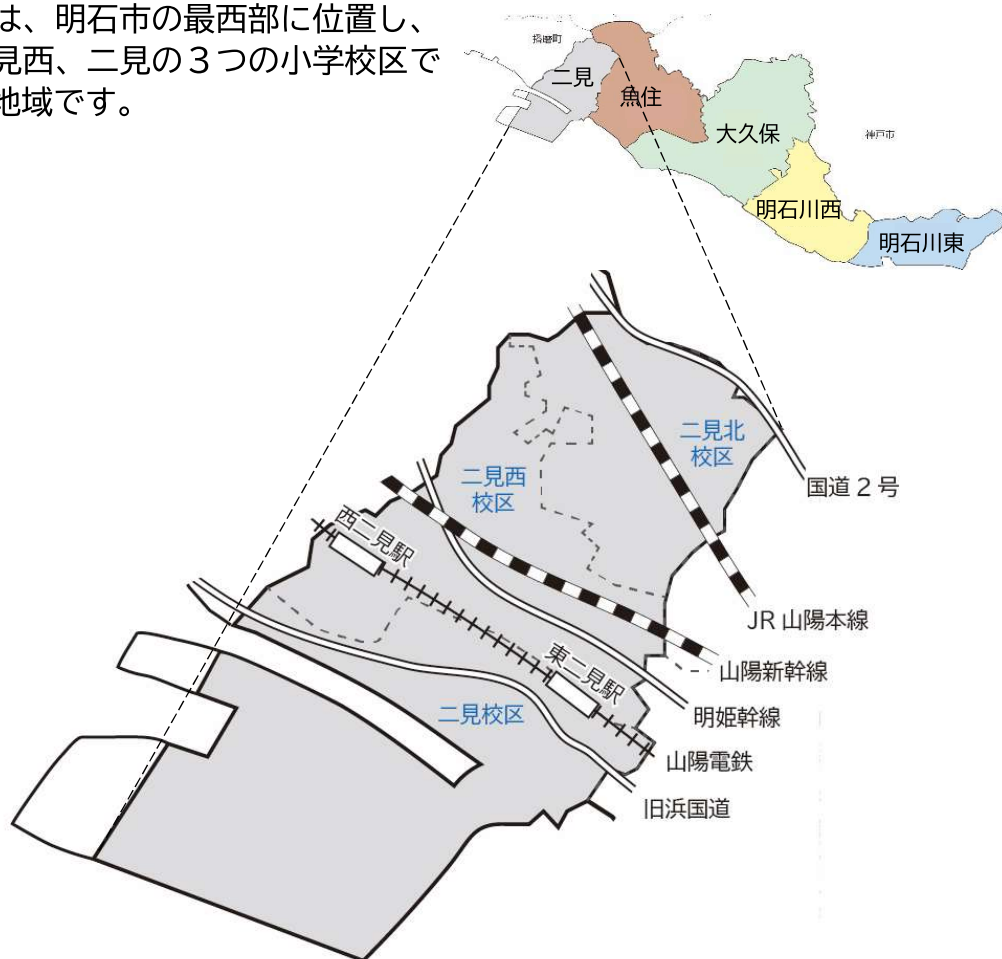 は、明石市の最西部に位置し、
見西、二見の3つの小学校区で
地域です。
播磨町
二見
魚住
大久保
神戸市
明石川西
明石川東
二見北
校区
二見西
校区
国道2号
西二見駅
JR山陽本線
東二見駅
山陽新幹線
二見校区
明姫幹線
山陽電鉄
旧浜国道